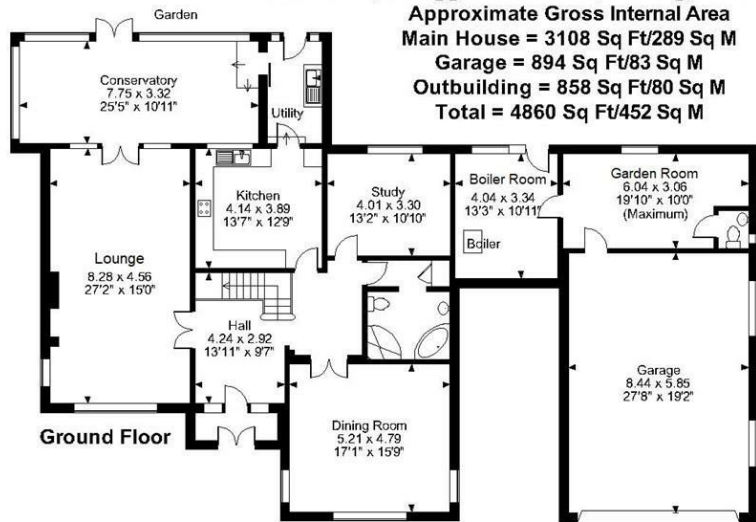 Garden
Approximate Gross Internal Area
Main House = 3108 Sq Ft/289 Sq M
Garage = 894 Sq Ft/83 Sq M
Outbuilding = 858 Sq Ft/80 Sq M
Total = 4860 Sq Ft/452 Sq M
Conservatory
7.75 x 3.32
25'5" x 10'11"
Utility
Kitchen
4.14 x 3.89
13'7" x 12'9"
Study
4.01 x 3.30
13'2" x 10'10"
Boiler Room
4.04 x 3.34
13'3" x 10'11"
Boiler
Garden Room
6.04 x 3.06
19'10" x 10'0"
(Maximum)
Lounge
8.28 x 4.56
27'2" x 15'0"
Hall
4.24 x 2.92
13'11" x 9'7"
Garage
8.44 x 5.85
27'8" x 19'2"
Dining Room
5.21 x 4.79
17'1" x 15'9"
Ground Floor